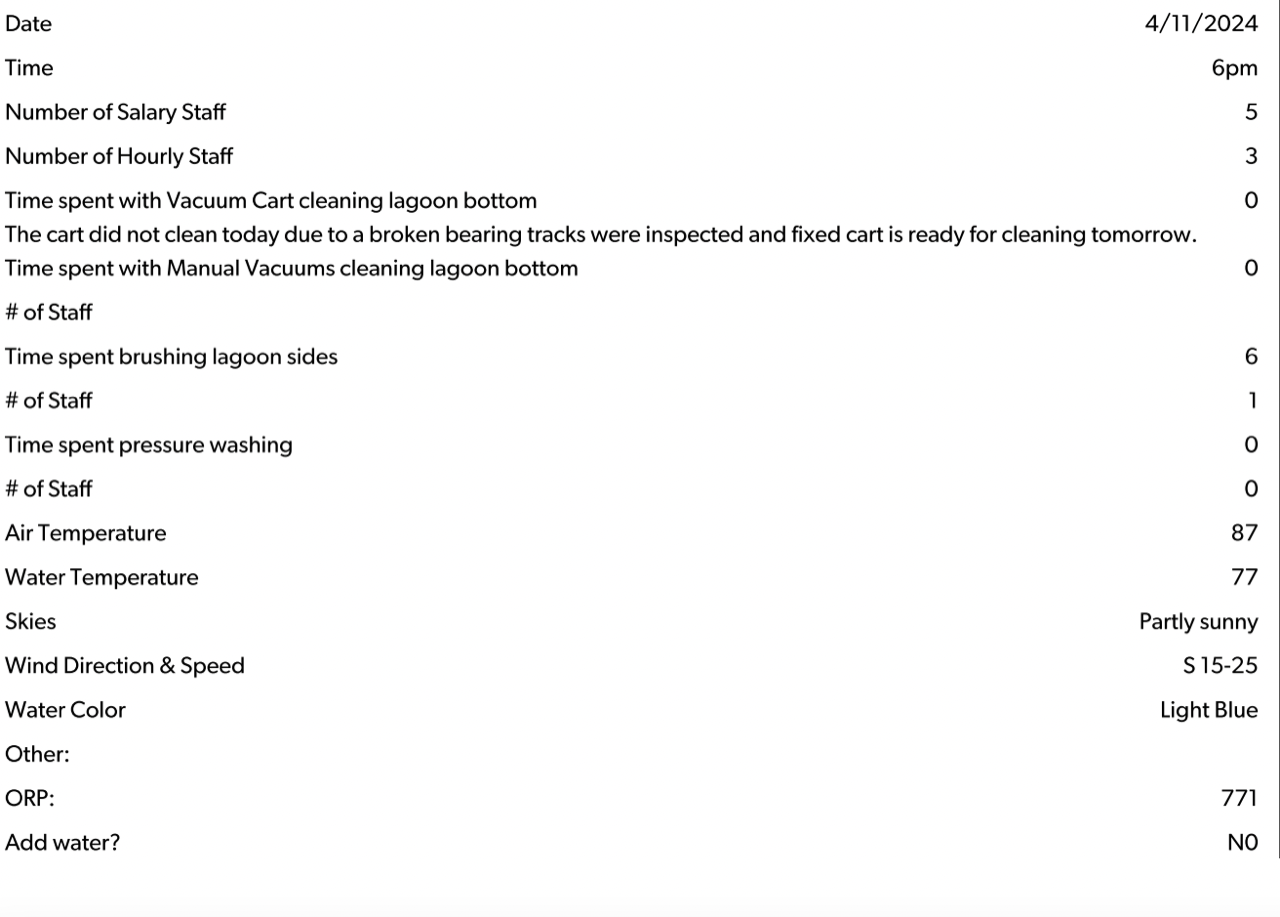 Date 4/11/2024
Time 6pm
Number of Salary Staff 5
Number of Hourly Staff 3
Time spent with Vacuum Cart cleaning lagoon bottom 0
The cart did not clean today due to a broken bearing tracks were inspected and fixed cart is ready for cleaning tomorrow.
Time spent with Manual Vacuums cleaning lagoon bottom 0
# of Staff
Time spent brushing lagoon sides 6
# of Staff 1
Time spent pressure washing 0
# of Staff 0
Air Temperature 87
Water Temperature 77
Skies Partly sunny
Wind Direction & Speed S 15-25
Water Color Light Blue
Other:
ORP: 771
Add water? N0